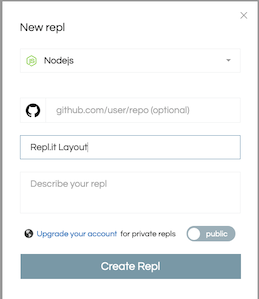 New repl
Nodejs
github.com/user/repo (optional)
Repl.it Layout
Describe your repl
Upgrade your account for private repls public
Create Repl